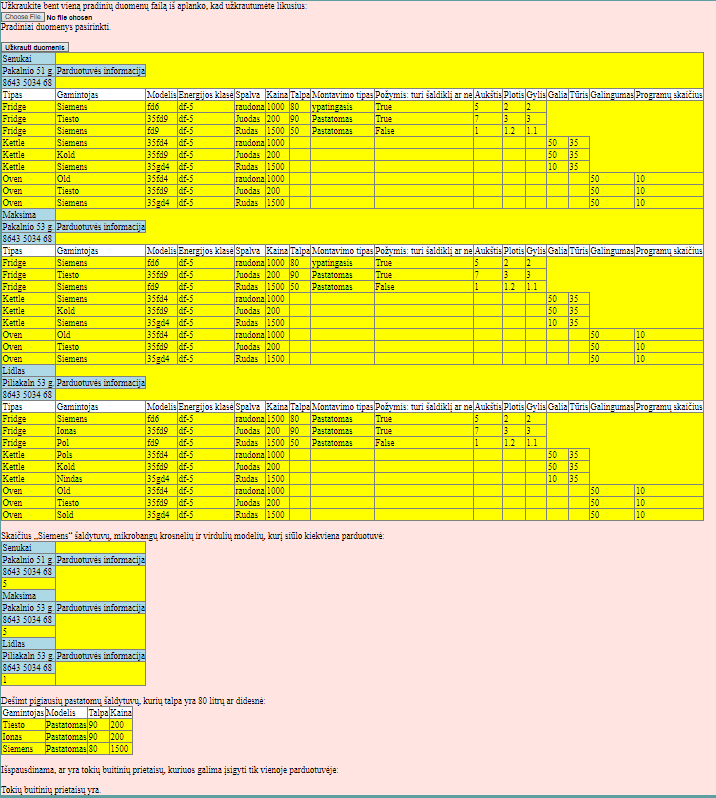 Užkraukite bent vieną pradinių duomenų failą iš aplanko, kad užkrautumėte likusius:
Choose File No file chosen
Pradiniai duomenys pasirinkti.
Užkrauti duomenis
Senukai
Pakalnio 51 g. Parduotuvės informacija
8643 5034 68
Tipas Gamintojas Modelis Energijos klasė Spalva Kaina Talpa Montavimo tipas Požymis: turi šaldiklį ar ne Aukštis Plotis Gylis Galia Tūris Galingumas Programų skaičius
Fridge Siemens fd6 df-5 raudona 1000 80 ypatingasis True 5 2 2
Fridge Tiesto 35fd9 df-5 Juodas 200 90 Pastatomas True 7 3 3
Fridge Siemens fd9 df-5 Rudas 1500 50 Pastatomas False 1 1.2 1.1
Kettle Siemens 35fd4 df-5 raudona 1000 50 35
Kettle Kold 35fd9 df-5 Juodas 200 50 35
Kettle Siemens 35gd4 df-5 Rudas 1500 10 35
Oven Old 35fd4 df-5 raudona 1000 50 10
Oven Tiesto 35fd9 df-5 Juodas 200 50 10
Oven Siemens 35gd4 df-5 Rudas 1500 50 10
Maksima
Pakalnio 53 g. Parduotuvės informacija
8643 5034 68
Tipas Gamintojas Modelis Energijos klasė Spalva Kaina Talpa Montavimo tipas Požymis: turi šaldiklį ar ne Aukštis Plotis Gylis Galia Tūris Galingumas Programų skaičius
Fridge Siemens fd6 df-5 raudona 1000 80 ypatingasis True 5 2 2
Fridge Tiesto 35fd9 df-5 Juodas 200 90 Pastatomas True 7 3 3
Fridge Siemens fd9 df-5 Rudas 1500 50 Pastatomas False 1 1.2 1.1
Kettle Siemens 35fd4 df-5 raudona 1000 50 35
Kettle Kold 35fd9 df-5 Juodas 200 50 35
Kettle Siemens 35gd4 df-5 Rudas 1500 10 35
Oven Old 35fd4 df-5 raudona 1000 50 10
Oven Tiesto 35fd9 df-5 Juodas 200 50 10
Oven Siemens 35gd4 df-5 Rudas 1500 50 10
Lidlas
Piliakaln 53 g. Parduotuvės informacija
8643 5034 68
Tipas Gamintojas Modelis Energijos klasė Spalva Kaina Talpa Montavimo tipas Požymis: turi šaldiklį ar ne Aukštis Plotis Gylis Galia Tūris Galingumas Programų skaičius
Fridge Siemens fd6 df-5 raudona 1500 80 Pastatomas True 5 2 2
Fridge Ionas 35fd9 df-5 Juodas 200 90 Pastatomas True 7 3 3
Fridge Pol fd9 df-5 Rudas 1500 50 Pastatomas False 1 1.2 1.1
Kettle Pols 35fd4 df-5 raudona 1000 50 35
Kettle Kold 35fd9 df-5 Juodas 200 50 35
Kettle Nindas 35gd4 df-5 Rudas 1500 10 35
Oven Old 35fd4 df-5 raudona 1000 50 10
Oven Tiesto 35fd9 df-5 Juodas 200 50 10
Oven Sold 35gd4 df-5 Rudas 1500 50 10
Skaičius „Siemens“ šaldytuvų, mikrobangų krosnelių ir virdulių modelių, kurį siūlo kiekviena parduotuvė:
Senukai
Pakalnio 51 g. Parduotuvės informacija
8643 5034 68
5
Maksima
Pakalnio 53 g. Parduotuvės informacija
8643 5034 68
5
Lidlas
Piliakaln 53 g. Parduotuvės informacija
8643 5034 68
1
Dešimt pigiausių pastatomų šaldytuvų, kurių talpa yra 80 litrų ar didesnė:
Gamintojas Modelis Talpa Kaina
Tiesto Pastatomas 90 200
Ionas Pastatomas 90 200
Siemens Pastatomas 80 1500
Išspausdinama, ar yra tokių buitinių prietaisų, kuriuos galima įsigyti tik vienoje parduotuvėje:
Tokių buitinių prietaisų yra.